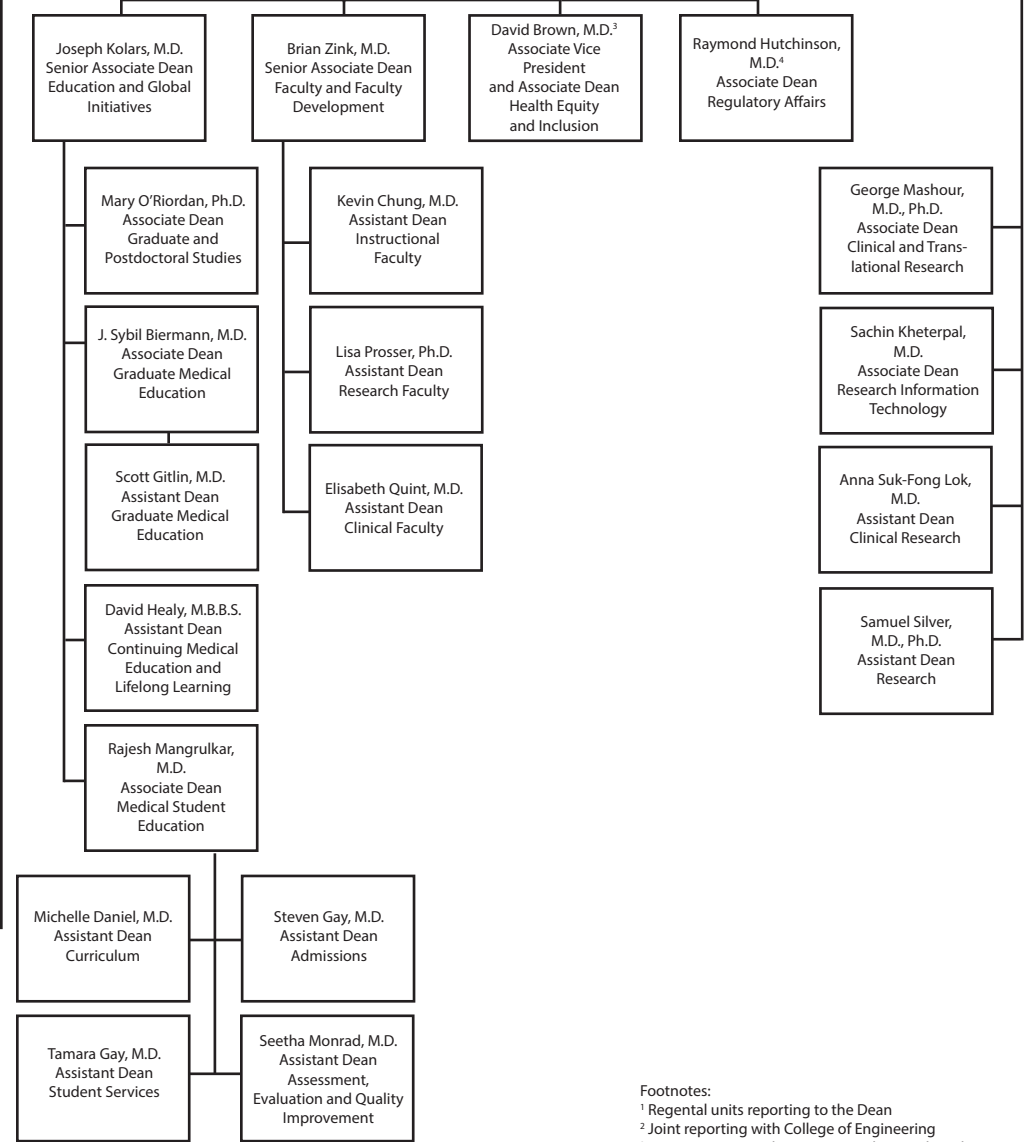 Joseph Kolars, M.D.
Senior Associate Dean
Education and Global
Initiatives
Brian Zink, M.D.
Senior Associate Dean
Faculty and Faculty
Development
David Brown, M.D.³
Associate Vice
President
and Associate Dean
Health Equity
and Inclusion
Raymond Hutchinson,
M.D.⁴
Associate Dean
Regulatory Affairs
Mary O'Riordan, Ph.D.
Associate Dean
Graduate and
Postdoctoral Studies
Kevin Chung, M.D.
Assistant Dean
Instructional
Faculty
George Mashour,
M.D., Ph.D.
Associate Dean
Clinical and Trans-
lational Research
J. Sybil Biermann, M.D.
Associate Dean
Graduate Medical
Education
Lisa Prosser, Ph.D.
Assistant Dean
Research Faculty
Sachin Kheterpal,
M.D.
Associate Dean
Research Information
Technology
Scott Gitlin, M.D.
Assistant Dean
Graduate Medical
Education
Elisabeth Quint, M.D.
Assistant Dean
Clinical Faculty
Anna Suk-Fong Lok,
M.D.
Assistant Dean
Clinical Research
David Healy, M.B.B.S.
Assistant Dean
Continuing Medical
Education and
Lifelong Learning
Samuel Silver,
M.D., Ph.D.
Assistant Dean
Research
Rajesh Mangrulkar,
M.D.
Associate Dean
Medical Student
Education
Michelle Daniel, M.D.
Assistant Dean
Curriculum
Steven Gay, M.D.
Assistant Dean
Admissions
Tamara Gay, M.D.
Assistant Dean
Student Services
Seetha Monrad, M.D.
Assistant Dean
Assessment,
Evaluation and Quality
Improvement
Footnotes:
¹ Regental units reporting to the Dean
² Joint reporting with College of Engineering